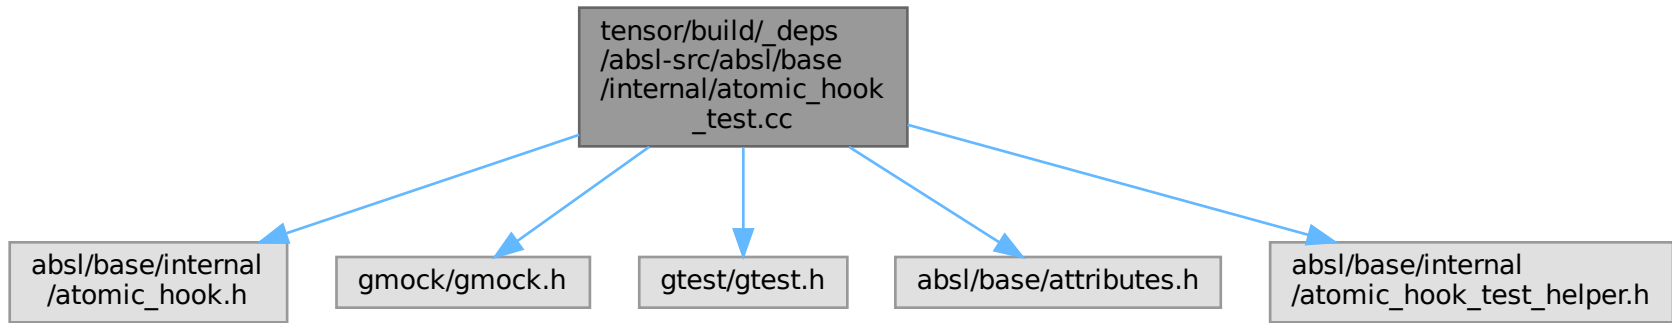 tensor/build/_deps
/absl-src/absl/base
/internal/atomic_hook
_test.cc
absl/base/internal
/atomic_hook.h
gmock/gmock.h
gtest/gtest.h
absl/base/attributes.h
absl/base/internal
/atomic_hook_test_helper.h